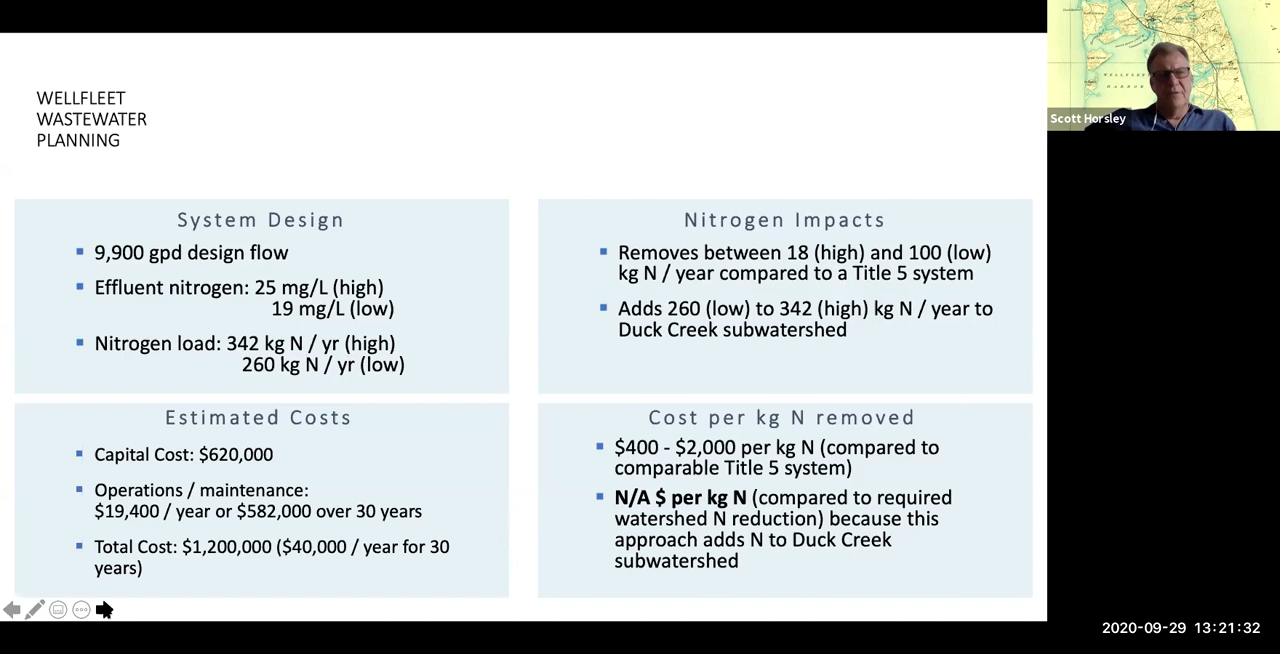 WELLFLEET
WASTEWATER
PLANNING
System Design
9,900 gpd design flow
Effluent nitrogen: 25 mg/L (high)
19 mg/L (low)
Nitrogen load: 342 kg N / yr (high)
260 kg N / yr (low)
Nitrogen Impacts
Removes between 18 (high) and 100 (low)
kg N / year compared to a Title 5 system
Adds 260 (low) to 342 (high) kg N / year to
Duck Creek subwatershed
Estimated Costs
Capital Cost: $620,000
Operations / maintenance:
$19,400 / year or $582,000 over 30 years
Total Cost: $1,200,000 ($40,000 / year for 30
years)
Cost per kg N removed
$400 - $2,000 per kg N (compared to
comparable Title 5 system)
N/A $ per kg N (compared to required
watershed N reduction) because this
approach adds N to Duck Creek
subwatershed
WELLFLEET
HARBOR
Scott Horsley
2020-09-29 13:21:32